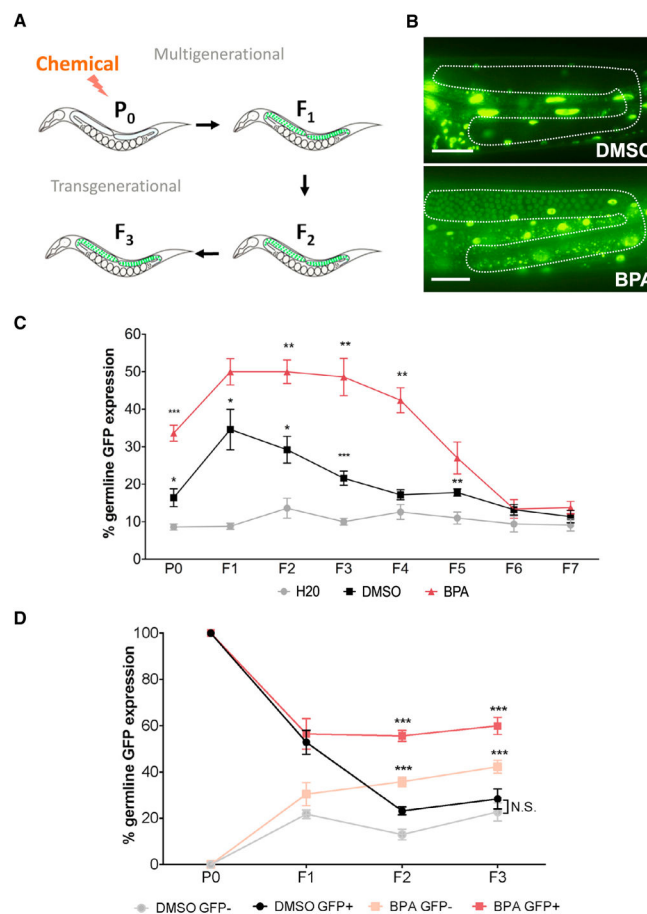 A
Chemical
Multigenerational
P0
F1
Transgenerational
F3
F2
B
DMSO
BPA
C
% germline GFP expression
60
50
40
30
20
10
0
***
*
*
**
**
***
**
**
P0 F1 F2 F3 F4 F5 F6 F7
H20 DMSO BPA
D
% germline GFP expression
100
80
60
40
20
0
***
***
***
***
N.S.
P0 F1 F2 F3
DMSO GFP- DMSO GFP+ BPA GFP- BPA GFP+